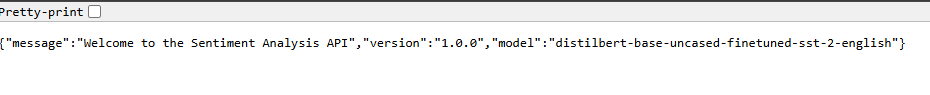 Pretty-print
{"message":"Welcome to the Sentiment Analysis API","version":"1.0.0","model":"distilbert-base-uncased-finetuned-sst-2-english"}